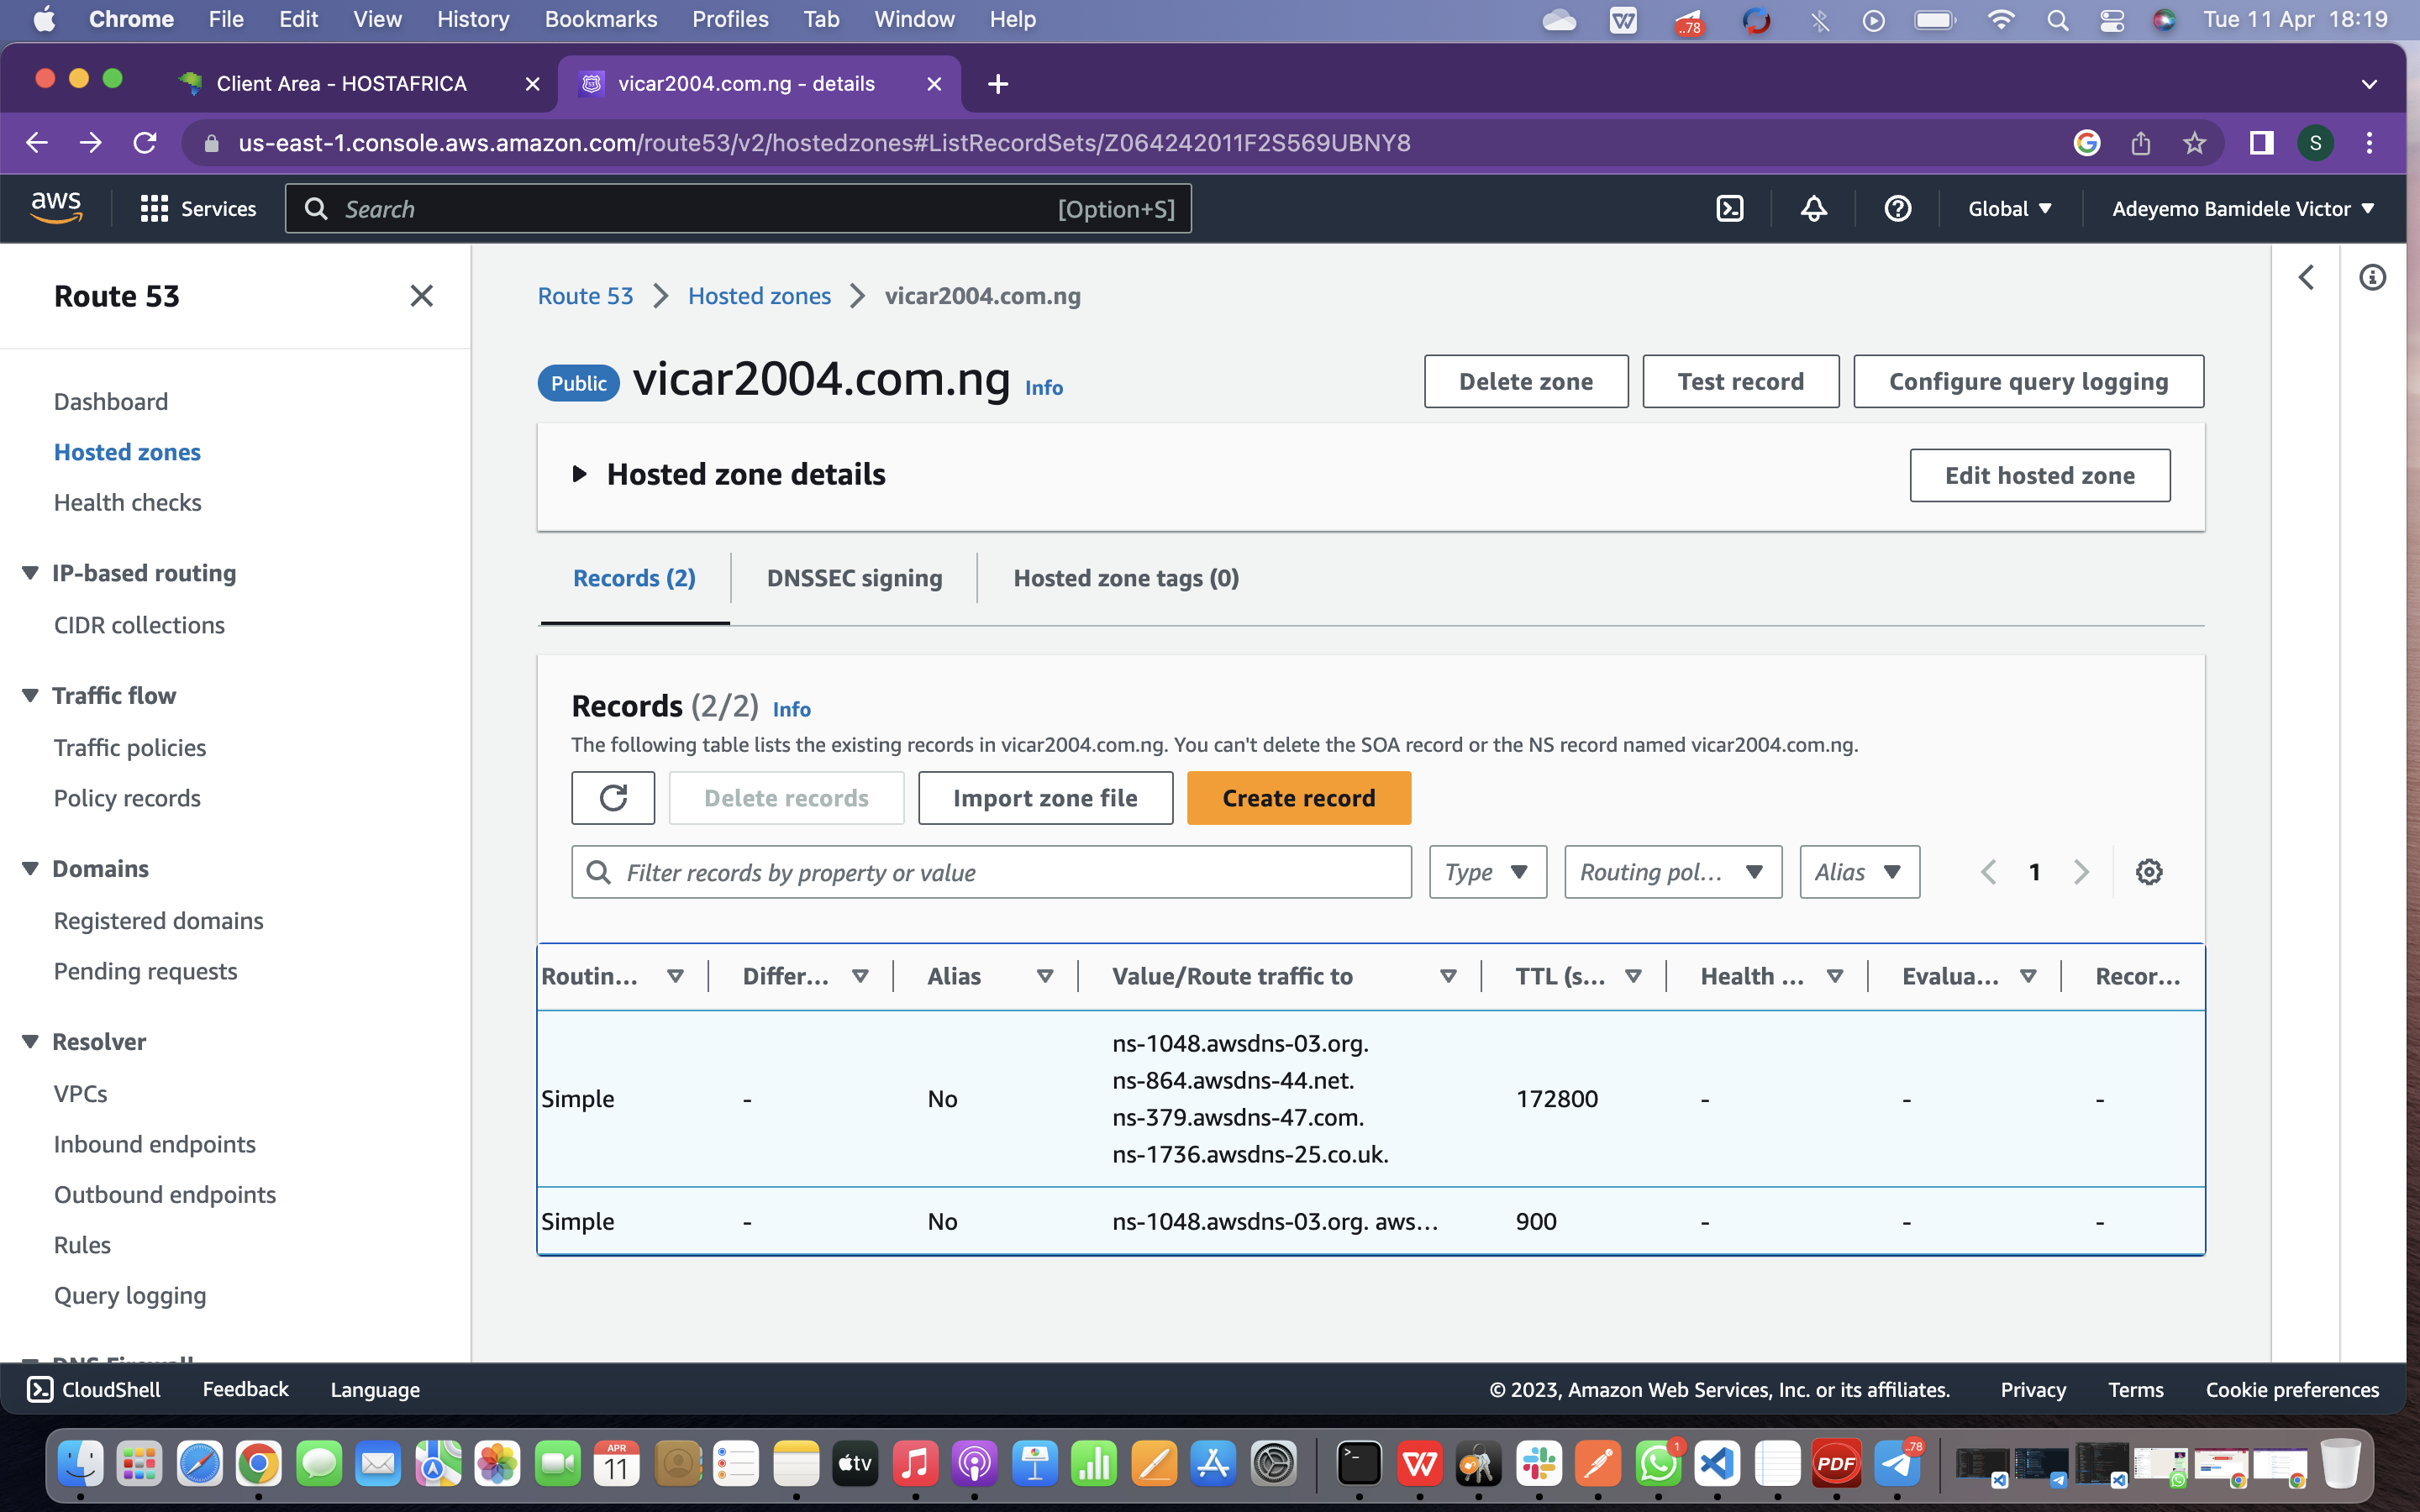 Chrome File Edit View History Bookmarks Profiles Tab Window Help ..78 Tue 11 Apr 18:19
Client Area - HOSTAFRICA vicar2004.com.ng - details
us-east-1.console.aws.amazon.com/route53/v2/hostedzones#ListRecordSets/Z064242011F2S569UBNY8 S
aws Services Search [Option+S] Global Adeyemo Bamidele Victor
Route 53
Dashboard
Hosted zones
Health checks
IP-based routing
CIDR collections
Traffic flow
Traffic policies
Policy records
Domains
Registered domains
Pending requests
Resolver
VPCs
Inbound endpoints
Outbound endpoints
Rules
Query logging
DNS Firewall
Route 53 Hosted zones vicar2004.com.ng
Public vicar2004.com.ng Info Delete zone Test record Configure query logging
Hosted zone details Edit hosted zone
Records (2) DNSSEC signing Hosted zone tags (0)
Records (2/2) Info
The following table lists the existing records in vicar2004.com.ng. You can't delete the SOA record or the NS record named vicar2004.com.ng.
Delete records Import zone file Create record
Filter records by property or value Type Routing pol... Alias 1
Routin... Differ... Alias Value/Route traffic to TTL (s... Health ... Evalua... Recor...
ns-1048.awsdns-03.org.
ns-864.awsdns-44.net.
Simple - No 172800 - - -
ns-379.awsdns-47.com.
ns-1736.awsdns-25.co.uk.
Simple - No ns-1048.awsdns-03.org. aws... 900 - - -
CloudShell Feedback Language © 2023, Amazon Web Services, Inc. or its affiliates. Privacy Terms Cookie preferences
APR
11
tv
PDF
1
..78